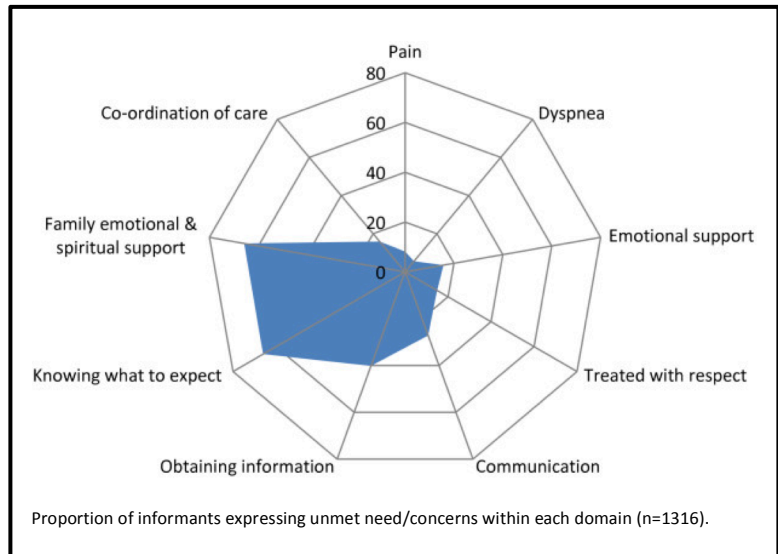 Pain
80
Co-ordination of care
Dyspnea
60
40
Family emotional &
spiritual support
20
Emotional support
0
Knowing what to expect
Treated with respect
Obtaining information
Communication
Proportion of informants expressing unmet need/concerns within each domain (n=1316).